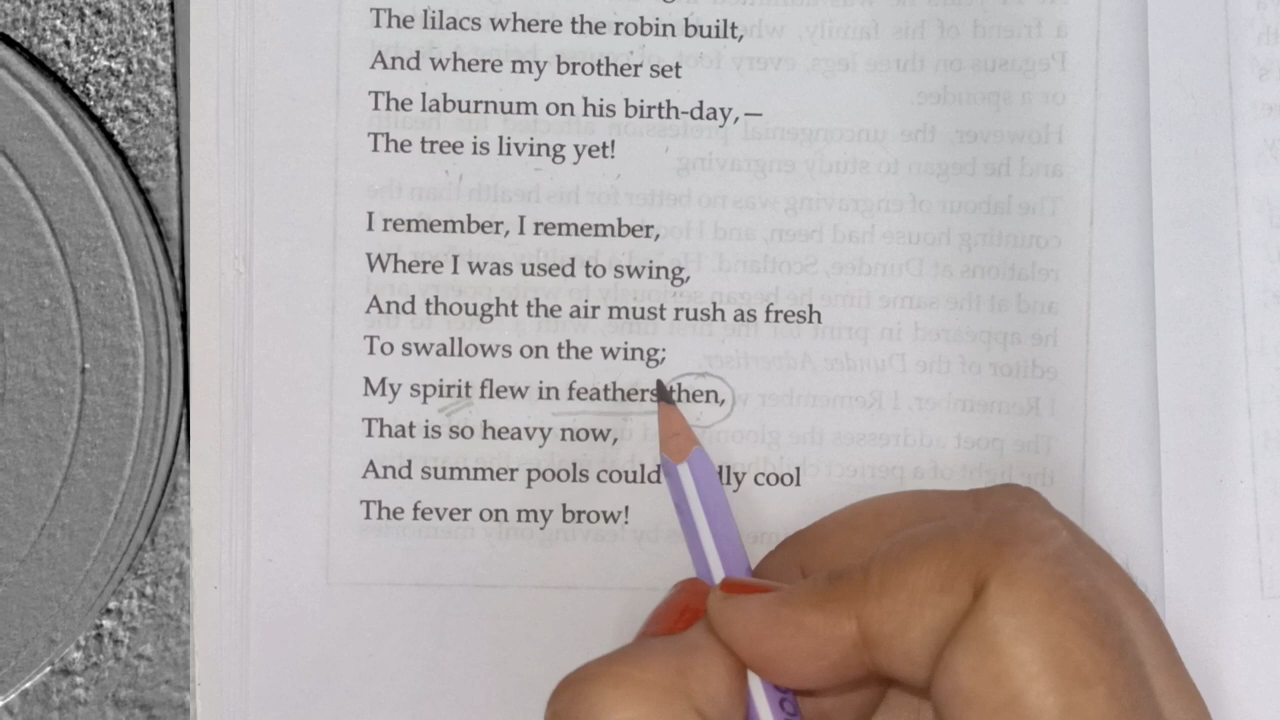 The lilacs where the robin built,
And where my brother set
The laburnum on his birth-day,—
The tree is living yet!
I remember, I remember,
Where I was used to swing,
And thought the air must rush as fresh
To swallows on the wing;
My spirit flew in feathers then,
That is so heavy now,
And summer pools could lly cool
The fever on my brow!